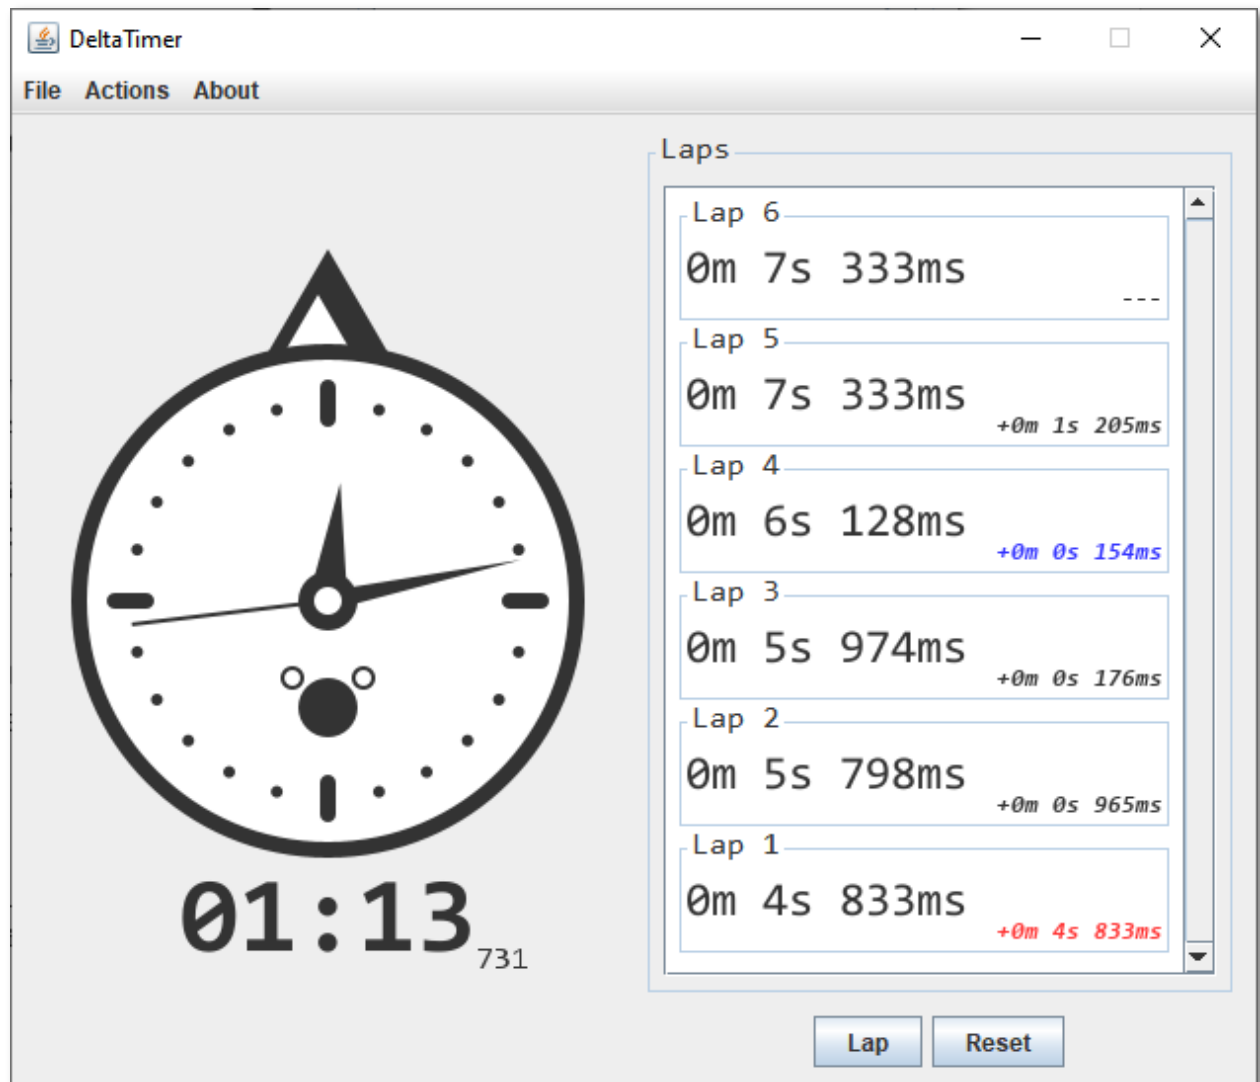 DeltaTimer
File Actions About
01:13
731
Laps
Lap 6
0m 7s 333ms
---
Lap 5
0m 7s 333ms
+0m 1s 205ms
Lap 4
0m 6s 128ms
+0m 0s 154ms
Lap 3
0m 5s 974ms
+0m 0s 176ms
Lap 2
0m 5s 798ms
+0m 0s 965ms
Lap 1
0m 4s 833ms
+0m 4s 833ms
Lap Reset